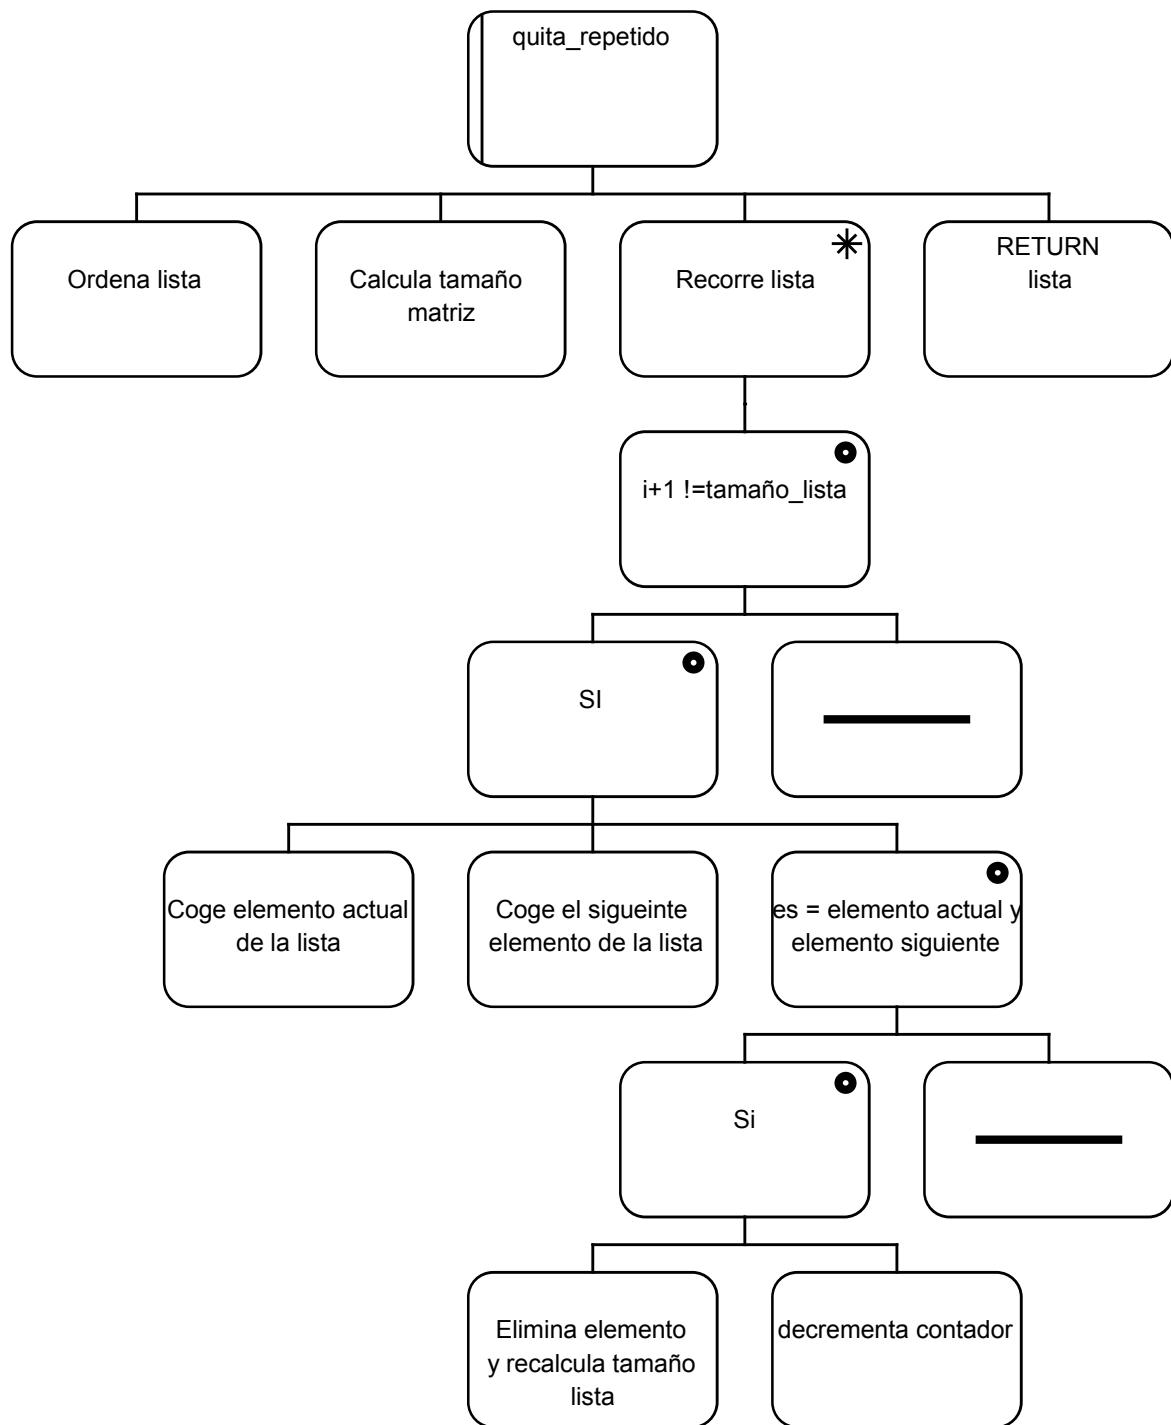 quita_repetido
Ordena lista
Calcula tamaño
matriz
Recorre lista
RETURN
lista
i+1 !=tamaño_lista
SI
Coge elemento actual
de la lista
Coge el sigueinte
elemento de la lista
es = elemento actual y
elemento siguiente
Si
Elimina elemento
y recalcula tamaño
lista
decrementa contador